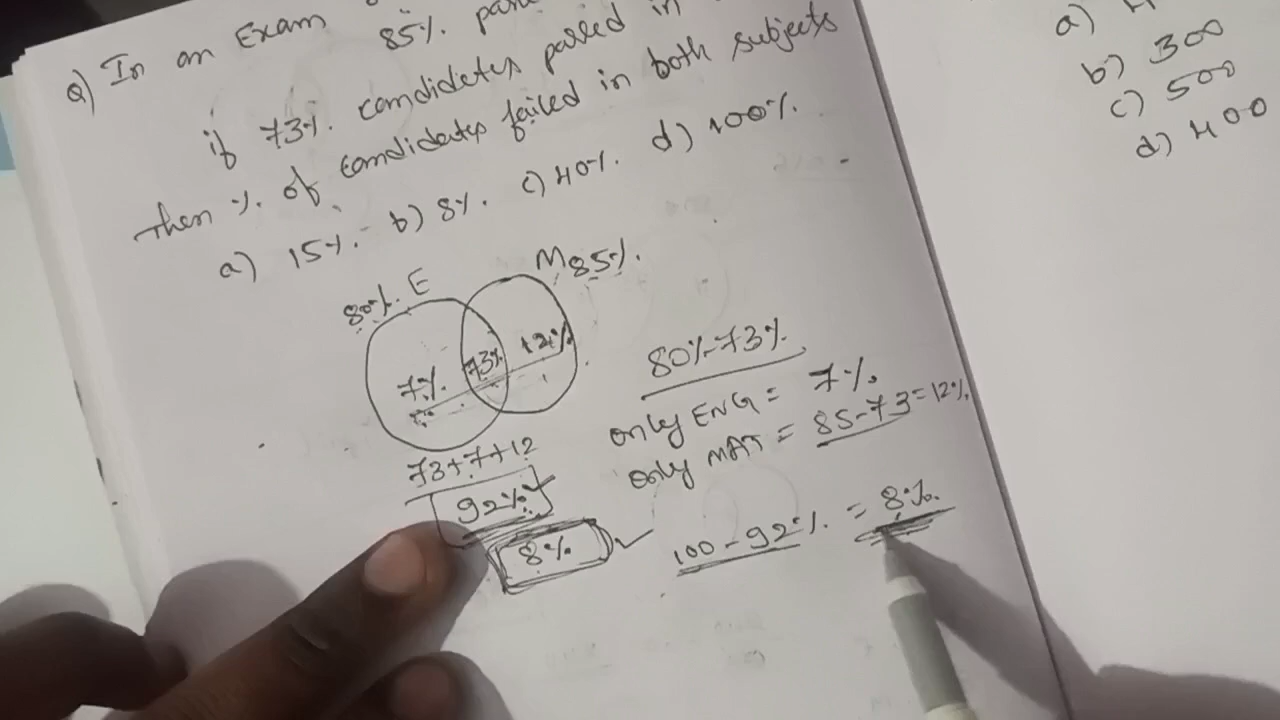 Q) In an Exam
85%
if 73% candidates passed in
then % of candidates failed in both subjects
a) 15% b) 8% c) 40% d) 100%
80% E
M 85%
7% 73% 12%
80%-73%
only ENG = 7%
only MAT = 85-73=12%
73+7+12
92%
8%
100-92% = 8%
a)
b) 300
c) 500
d) 400